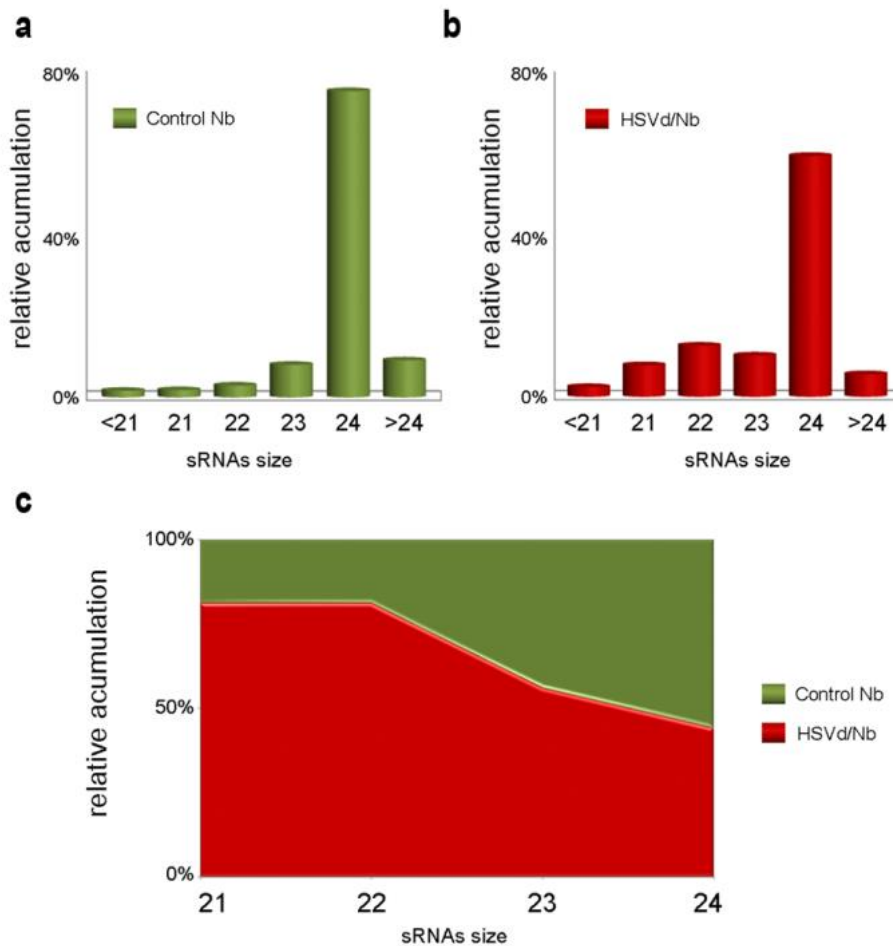 a
80%
40%
0%
relative acumulation
Control Nb
<21 21 22 23 24 >24
sRNAs size
b
80%
40%
0%
relative acumulation
HSVd/Nb
<21 21 22 23 24 >24
sRNAs size
c
100%
50%
0%
relative acumulation
21 22 23 24
sRNAs size
Control Nb
HSVd/Nb